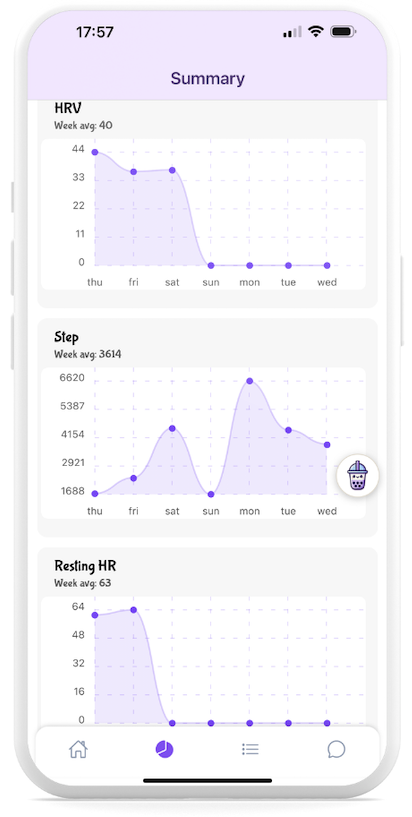 17:57
Summary
HRV
Week avg: 40
44
33
22
11
0
thu fri sat sun mon tue wed
Step
Week avg: 3614
6620
5387
4154
2921
1688
thu fri sat sun mon tue wed
Resting HR
Week avg: 63
64
48
32
16
0